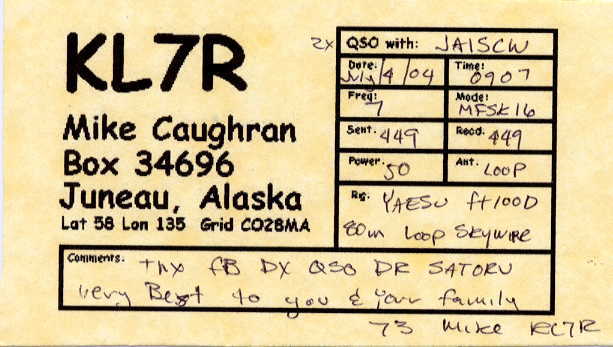 KL7R
Mike Caughran
Box 34696
Juneau, Alaska
Lat 58 Lon 135 Grid CO28MA
2x QSO with: JA1SCW
Date: July/4/04 Time: 0907
Freq: 7 Mode: MFSK16
Sent. 449 Recd. 449
Power. 50 Ant. LOOP
Rig. YAESU ft100D
80m Loop SKYWIRE
Comments. Thx FB DX QSO DR SATORU
Very Best to you & your family
73 Mike KL7R